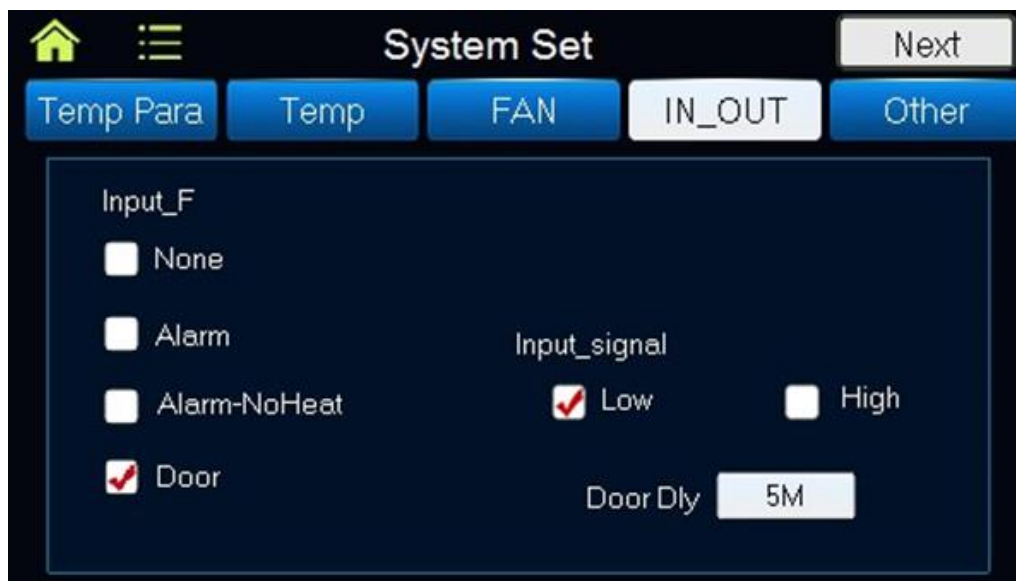 System Set
Next
Temp Para
Temp
FAN
IN_OUT
Other
Input_F
None
Alarm
Input_signal
Alarm-NoHeat
Low
High
Door
Door Dly
5M